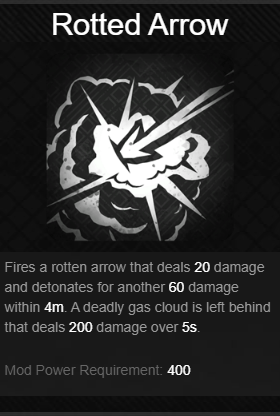 Rotted Arrow
Fires a rotten arrow that deals 20 damage
and detonates for another 60 damage
within 4m. A deadly gas cloud is left behind
that deals 200 damage over 5s.
Mod Power Requirement: 400